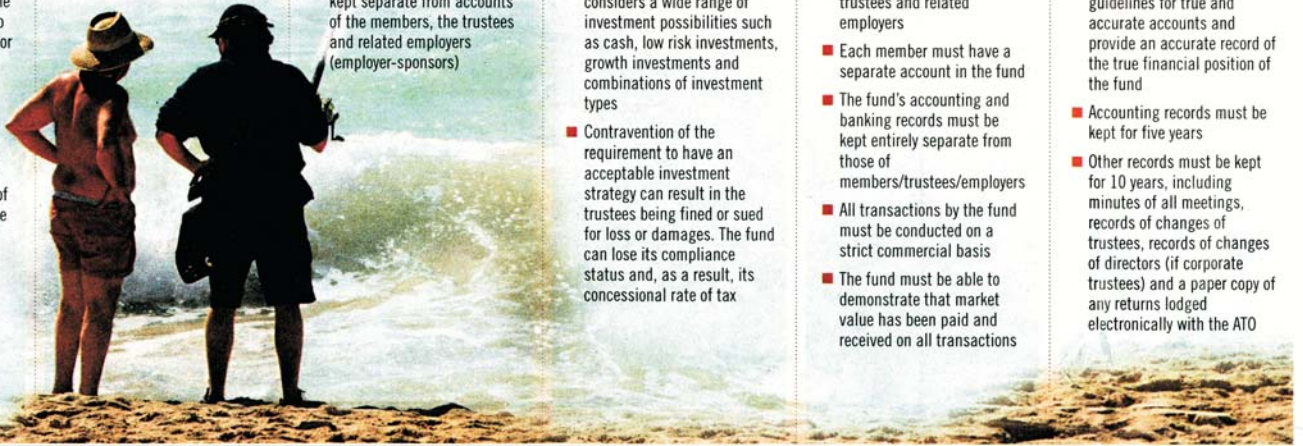 kept separate from accounts
of the members, the trustees
and related employers
(employer-sponsors)
considers a wide range of
investment possibilities such
as cash, low risk investments,
growth investments and
combinations of investment
types
■ Contravention of the
requirement to have an
acceptable investment
strategy can result in the
trustees being fined or sued
for loss or damages. The fund
can lose its compliance
status and, as a result, its
concessional rate of tax
trustees and related
employers
■ Each member must have a
separate account in the fund
■ The fund's accounting and
banking records must be
kept entirely separate from
those of
members/trustees/employers
■ All transactions by the fund
must be conducted on a
strict commercial basis
■ The fund must be able to
demonstrate that market
value has been paid and
received on all transactions
guidelines for true and
accurate accounts and
provide an accurate record of
the true financial position of
the fund
■ Accounting records must be
kept for five years
■ Other records must be kept
for 10 years, including
minutes of all meetings,
records of changes of
trustees, records of changes
of directors (if corporate
trustees) and a paper copy of
any returns lodged
electronically with the ATO